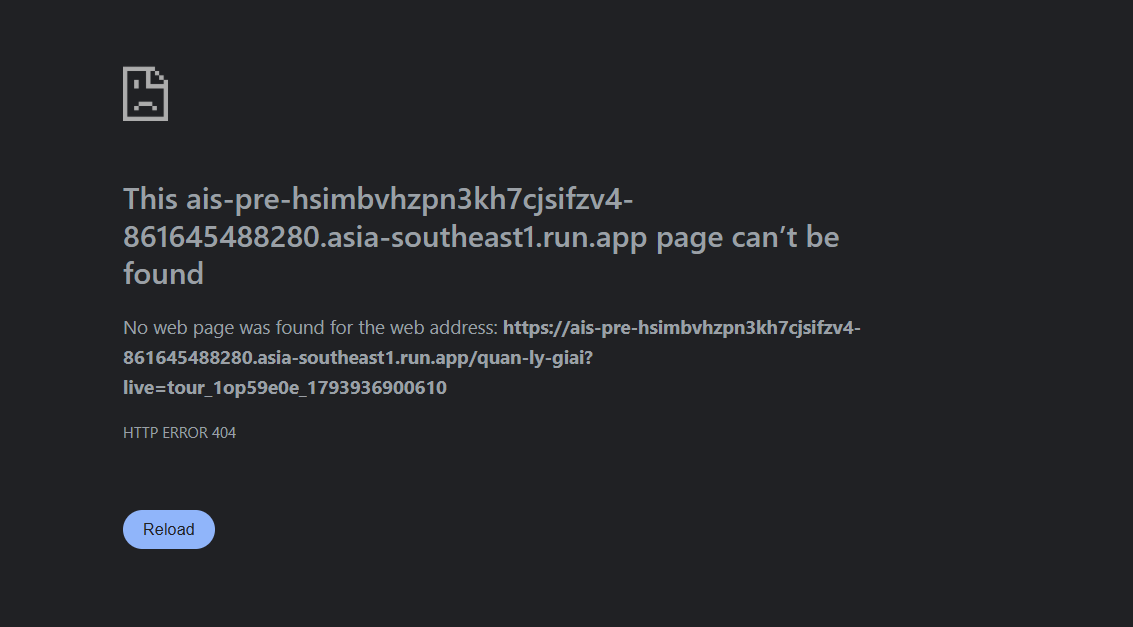 This ais-pre-hsimbvhzpn3kh7cjsifzv4-
861645488280.asia-southeast1.run.app page can’t be
found
No web page was found for the web address: https://ais-pre-hsimbvhzpn3kh7cjsifzv4-
861645488280.asia-southeast1.run.app/quan-ly-giai?
live=tour_1op59e0e_1793936900610
HTTP ERROR 404
Reload